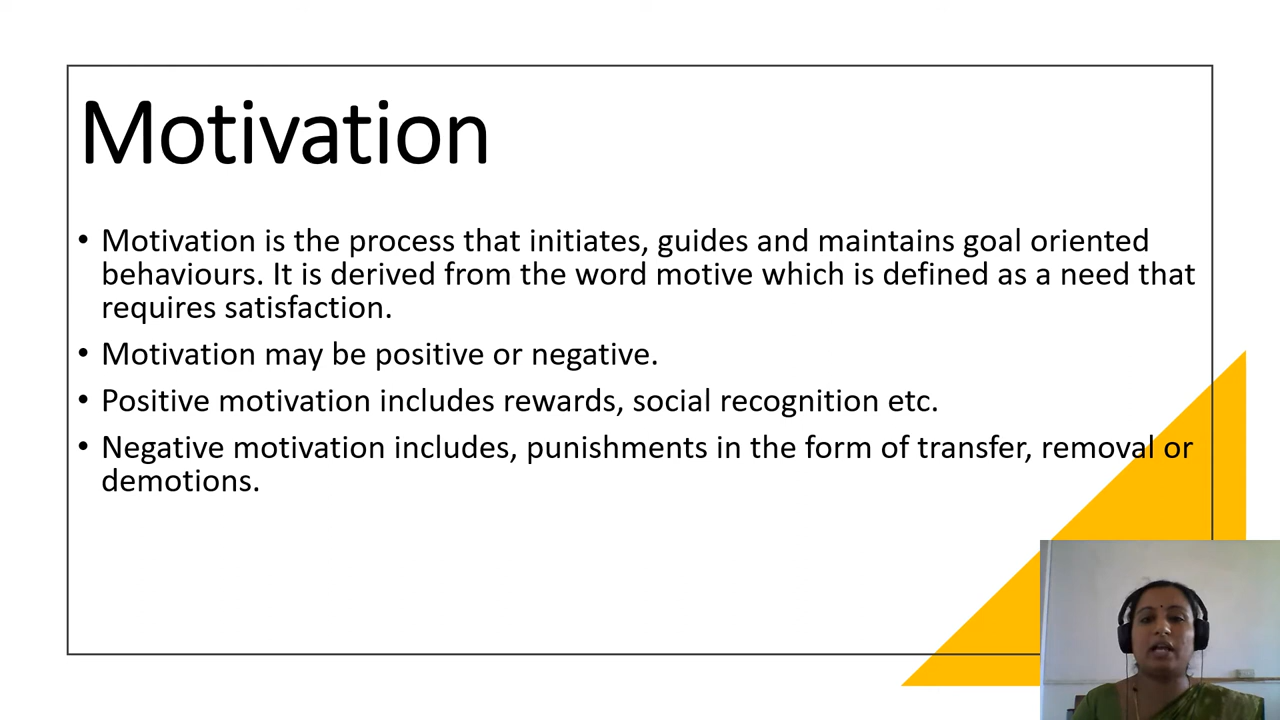 Motivation
• Motivation is the process that initiates, guides and maintains goal oriented
behaviours. It is derived from the word motive which is defined as a need that
requires satisfaction.
• Motivation may be positive or negative.
• Positive motivation includes rewards, social recognition etc.
• Negative motivation includes, punishments in the form of transfer, removal or
demotions.